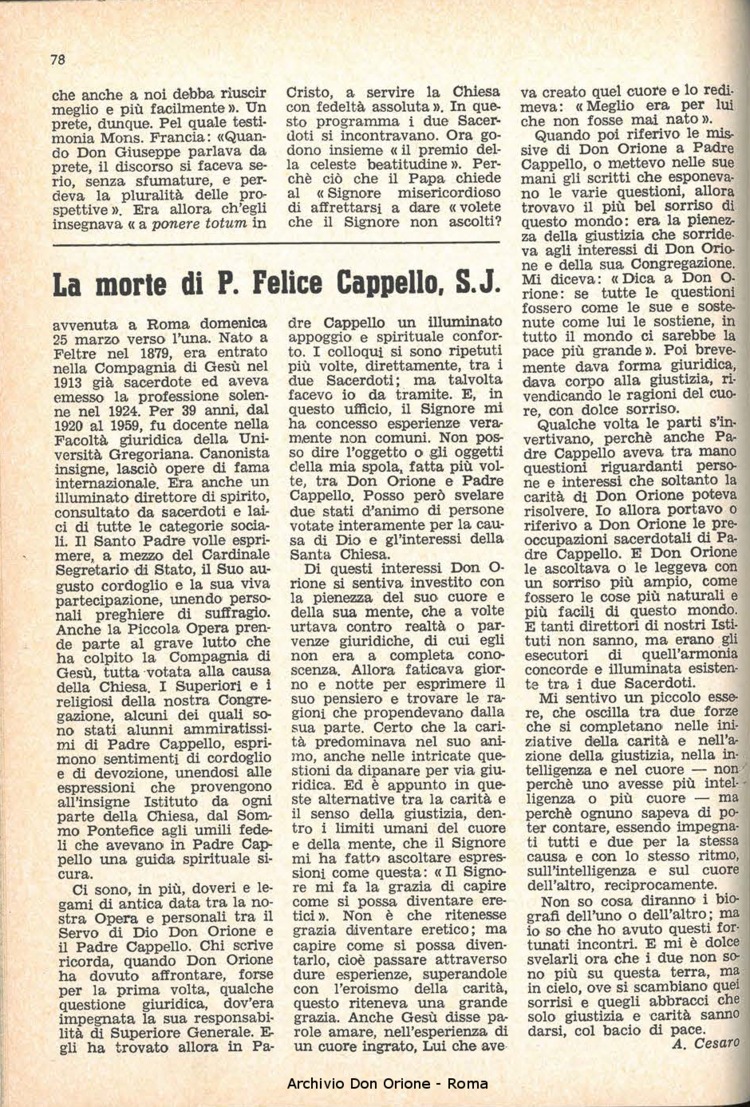 78
che anche a noi debba riuscir
meglio e più facilmente ». Un
prete, dunque. Pel quale testi-
monia Mons. Francia: «Quan-
do Don Giuseppe parlava da
prete, il discorso si faceva se-
rio, senza sfumature, e per-
deva la pluralità delle pro-
spettive ». Era allora ch'egli
insegnava « a ponere totum in
Cristo, a servire la Chiesa
con fedeltà assoluta ». In que-
sto programma i due Sacer-
doti si incontravano. Ora go-
dono insieme « il premio del-
la celeste beatitudine ». Per-
chè ciò che il Papa chiede
al « Signore misericordioso
di affrettarsi a dare « volete
che il Signore non ascolti?
La morte di P. Felice Cappello, S.J.
avvenuta a Roma domenica
25 marzo verso l'una. Nato a
Feltre nel 1879, era entrato
nella Compagnia di Gesù nel
1913 già sacerdote ed aveva
emesso la professione solen-
ne nel 1924. Per 39 anni, dal
1920 al 1959, fu docente nella
Facoltà giuridica della Uni-
versità Gregoriana. Canonista
insigne, lasciò opere di fama
internazionale. Era anche un
illuminato direttore di spirito,
consultato da sacerdoti e lai-
ci di tutte le categorie socia-
li. Il Santo Padre volle espri-
mere, a mezzo del Cardinale
Segretario di Stato, il Suo au-
gusto cordoglio e la sua viva
partecipazione, unendo perso-
nali preghiere di suffragio.
Anche la Piccola Opera pren-
de parte al grave lutto che
ha colpito la Compagnia di
Gesù, tutta votata alla causa
della Chiesa. I Superiori e i
religiosi della nostra Congre-
gazione, alcuni dei quali so-
no stati alunni ammiratissi-
mi di Padre Cappello, espri-
mono sentimenti di cordoglio
e di devozione, unendosi alle
espressioni che provengono
all'insigne Istituto da ogni
parte della Chiesa, dal Som-
mo Pontefice agli umili fede-
li che avevano in Padre Cap-
pello una guida spirituale si-
cura.
Ci sono, in più, doveri e le-
gami di antica data tra la no-
stra Opera e personali tra il
Servo di Dio Don Orione e
il Padre Cappello. Chi scrive
ricorda, quando Don Orione
ha dovuto affrontare, forse
per la prima volta, qualche
questione giuridica, dov'era
impegnata la sua responsabi-
lità di Superiore Generale. E-
gli ha trovato allora in Pa-
dre Cappello un illuminato
appoggio e spirituale confor-
to. I colloqui si sono ripetuti
più volte, direttamente, tra i
due Sacerdoti; ma talvolta
facevo io da tramite. E, in
questo ufficio, il Signore mi
ha concesso esperienze vera-
mente non comuni. Non pos-
so dire l'oggetto o gli oggetti
della mia spola, fatta più vol-
te, tra Don Orione e Padre
Cappello. Posso però svelare
due stati d'animo di persone
votate interamente per la cau-
sa di Dio e gl'interessi della
Santa Chiesa.
Di questi interessi Don O-
rione si sentiva investito con
la pienezza del suo cuore e
della sua mente, che a volte
urtava contro realtà o par-
venze giuridiche, di cui egli
non era a completa cono-
scenza. Allora faticava gior-
no e notte per esprimere il
suo pensiero e trovare le ra-
gioni che propendevano dalla
sua parte. Certo che la cari-
tà predominava nel suo ani-
mo, anche nelle intricate que-
stioni da dipanare per via giu-
ridica. Ed è appunto in que-
ste alternative tra la carità e
il senso della giustizia, den-
tro i limiti umani del cuore
e della mente, che il Signore
mi ha fatto ascoltare espres-
sioni come questa: « Il Signo-
re mi fa la grazia di capire
come si possa diventare ere-
tici ». Non è che ritenesse
grazia diventare eretico; ma
capire come si possa diven-
tarlo, cioè passare attraverso
dure esperienze, superandole
con l'eroismo della carità,
questo riteneva una grande
grazia. Anche Gesù disse pa-
role amare, nell'esperienza di
un cuore ingrato, Lui che ave-
va creato quel cuore e lo redi-
meva: « Meglio era per lui
che non fosse mai nato ».
Quando poi riferivo le mis-
sive di Don Orione a Padre
Cappello, o mettevo nelle sue
mani gli scritti che esponeva-
no le varie questioni, allora
trovavo il più bel sorriso di
questo mondo: era la pienez-
za della giustizia che sorride-
va agli interessi di Don Orio-
ne e della sua Congregazione.
Mi diceva: « Dica a Don O-
rione: se tutte le questioni
fossero come le sue e soste-
nute come lui le sostiene, in
tutto il mondo ci sarebbe la
pace più grande ». Poi breve-
mente dava forma giuridica,
dava corpo alla giustizia, ri-
vendicando le ragioni del cuo-
re, con dolce sorriso.
Qualche volta le parti s'in-
vertivano, perchè anche Pa-
dre Cappello aveva tra mano
questioni riguardanti perso-
ne e interessi che soltanto la
carità di Don Orione poteva
risolvere. Io allora portavo o
riferivo a Don Orione le pre-
occupazioni sacerdotali di Pa-
dre Cappello. E Don Orione
le ascoltava o le leggeva con
un sorriso più ampio, come
fossero le cose più naturali e
più facili di questo mondo.
E tanti direttori di nostri Isti-
tuti non sanno, ma erano gli
esecutori di quell'armonia
concorde e illuminata esisten-
te tra i due Sacerdoti.
Mi sentivo un piccolo esse-
re, che oscilla tra due forze
che si completano nelle ini-
ziative della carità e nell'a-
zione della giustizia, nella in-
telligenza e nel cuore — non
perchè uno avesse più intel-
ligenza o più cuore — ma
perchè ognuno sapeva di po-
ter contare, essendo impegna-
ti tutti e due per la stessa
causa e con lo stesso ritmo,
sull'intelligenza e sul cuore
dell'altro, reciprocamente.
Non so cosa diranno i bio-
grafi dell'uno o dell'altro; ma
io so che ho avuto questi for-
tunati incontri. E mi è dolce
svelarli ora che i due non so-
no più su questa terra, ma
in cielo, ove si scambiano quei
sorrisi e quegli abbracci che
solo giustizia e carità sanno
darsi, col bacio di pace.
A. Cesaro
Archivio Don Orione - Roma